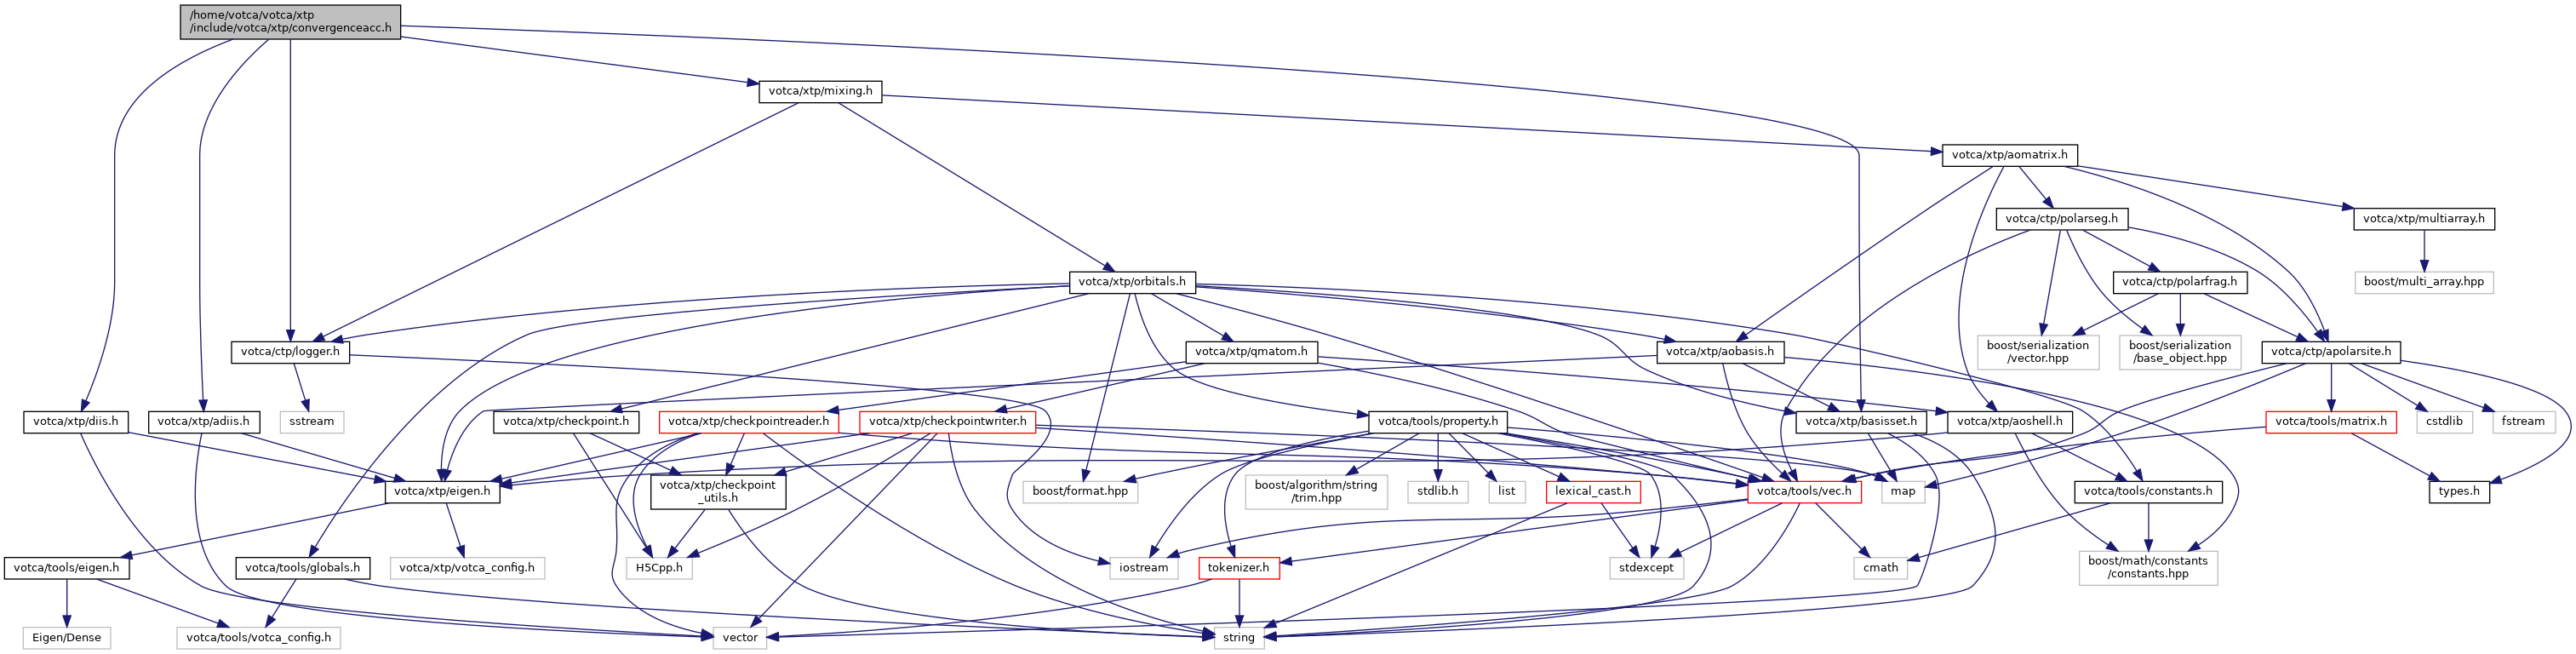 /home/votca/votca/xtp
/include/votca/xtp/convergenceacc.h
votca/xtp/mixing.h
votca/xtp/aomatrix.h
votca/ctp/polarseg.h
votca/xtp/multiarray.h
votca/xtp/orbitals.h
votca/ctp/polarfrag.h
boost/multi_array.hpp
votca/ctp/logger.h
votca/xtp/qmatom.h
votca/xtp/aobasis.h
boost/serialization
/vector.hpp
boost/serialization
/base_object.hpp
votca/ctp/apolarsite.h
votca/xtp/diis.h
votca/xtp/adiis.h
sstream
votca/xtp/checkpoint.h
votca/xtp/checkpointreader.h
votca/xtp/checkpointwriter.h
votca/tools/property.h
votca/xtp/basisset.h
votca/xtp/aoshell.h
votca/tools/matrix.h
cstdlib
fstream
votca/xtp/eigen.h
votca/xtp/checkpoint
_utils.h
boost/format.hpp
boost/algorithm/string
/trim.hpp
stdlib.h
list
lexical_cast.h
votca/tools/vec.h
map
votca/tools/constants.h
types.h
votca/tools/eigen.h
votca/tools/globals.h
votca/xtp/votca_config.h
H5Cpp.h
iostream
tokenizer.h
stdexcept
cmath
boost/math/constants
/constants.hpp
Eigen/Dense
votca/tools/votca_config.h
vector
string